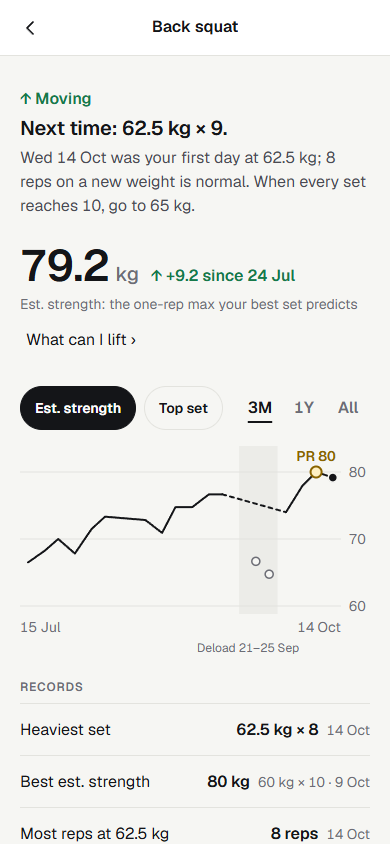 Back squat
↑ Moving
Next time: 62.5 kg × 9.
Wed 14 Oct was your first day at 62.5 kg; 8
reps on a new weight is normal. When every set
reaches 10, go to 65 kg.
79.2 kg ↑ +9.2 since 24 Jul
Est. strength: the one-rep max your best set predicts
What can I lift ›
Est. strength Top set 3M 1Y All
PR 80
80
70
60
15 Jul 14 Oct
Deload 21–25 Sep
RECORDS
Heaviest set 62.5 kg × 8 14 Oct
Best est. strength 80 kg 60 kg × 10 · 9 Oct
Most reps at 62.5 kg 8 reps 14 Oct